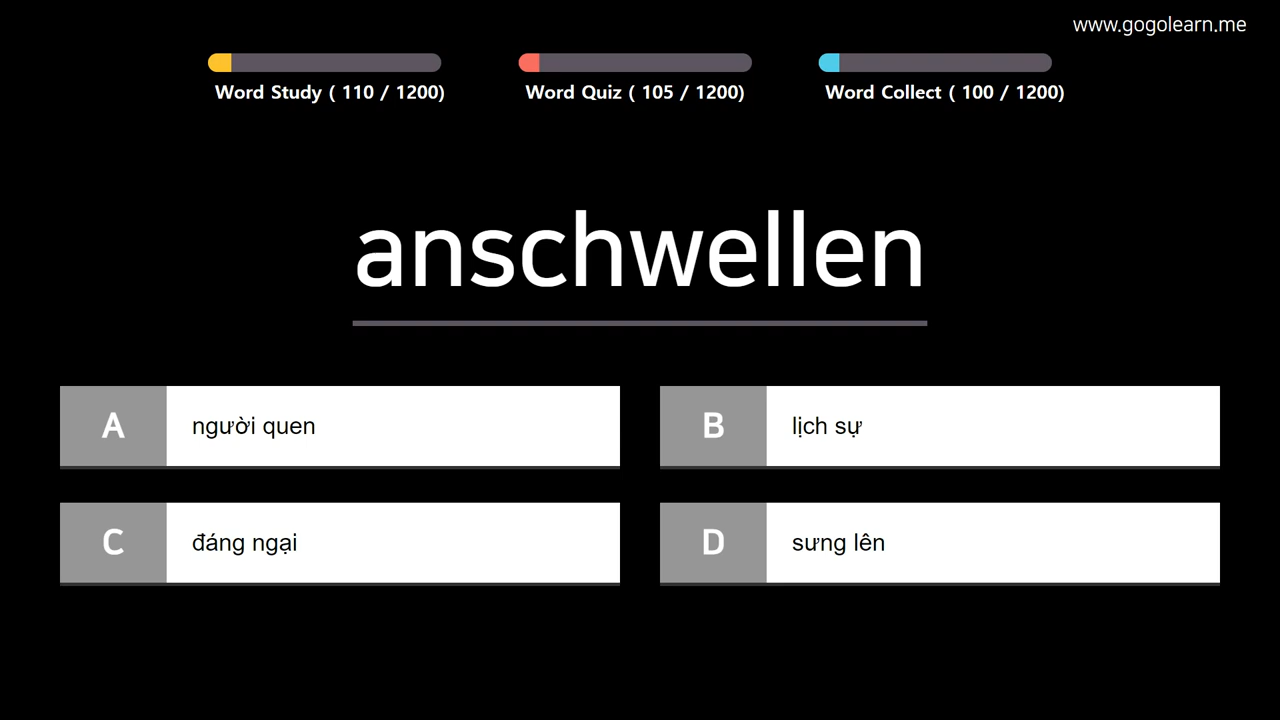 www.gogolearn.me
Word Study ( 110 / 1200)
Word Quiz ( 105 / 1200)
Word Collect ( 100 / 1200)
anschwellen
A người quen
B lịch sự
C đáng ngại
D sưng lên